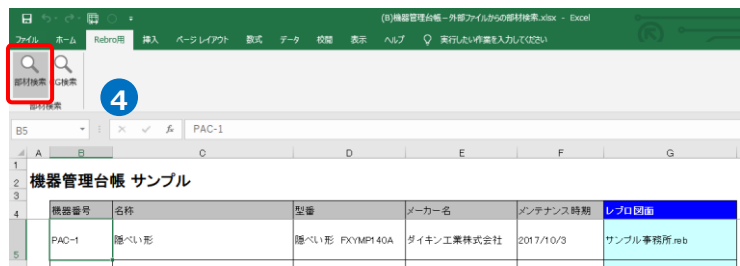 (B)機器管理台帳－外部ファイルからの部材検索.xlsx - Excel
ファイル ホーム Rebro用 挿入 ページ レイアウト 数式 データ 校閲 表示 ヘルプ 実行したい作業を入力してください
部材検索 CG検索
部材検索
4
B5 fx PAC-1
A B C D E F G
1
2 機器管理台帳 サンプル
3
4 機器番号 名称 型番 メーカー名 メンテナンス時期 レブロ図面
5 PAC-1 隠ぺい形 隠ぺい形 FXYMP140A ダイキン工業株式会社 2017/10/3 サンプル事務所.reb